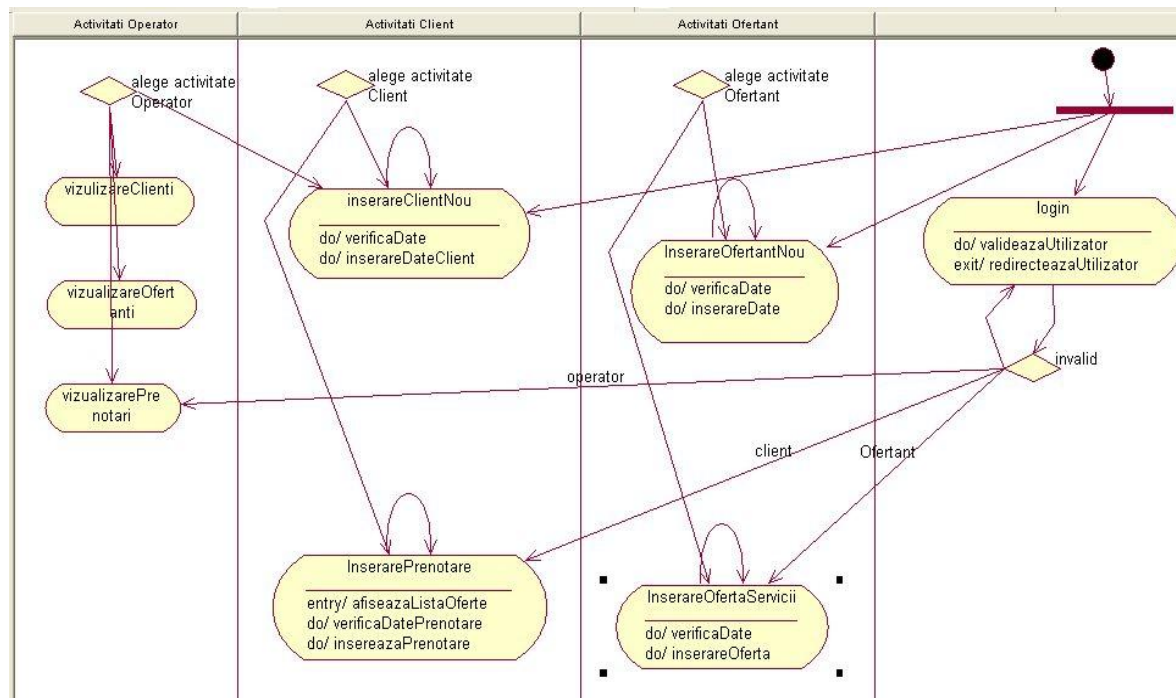 Activitati Operator
Activitati Client
Activitati Ofertant
alege activitate
Operator
alege activitate
Client
alege activitate
Ofertant
vizulizareClienti
inserareClientNou
do/ verificaDate
do/ inserareDateClient
InserareOfertantNou
do/ verificaDate
do/ inserareDate
login
do/ valideazaUtilizator
exit/ redirecteazaUtilizator
vizualizareOfert
anti
invalid
operator
vizualizarePre
notari
client
Ofertant
InserarePrenotare
entry/ afiseazaListaOferte
do/ verificaDatePrenotare
do/ insereazaPrenotare
InserareOfertaServicii
do/ verificaDate
do/ inserareOferta